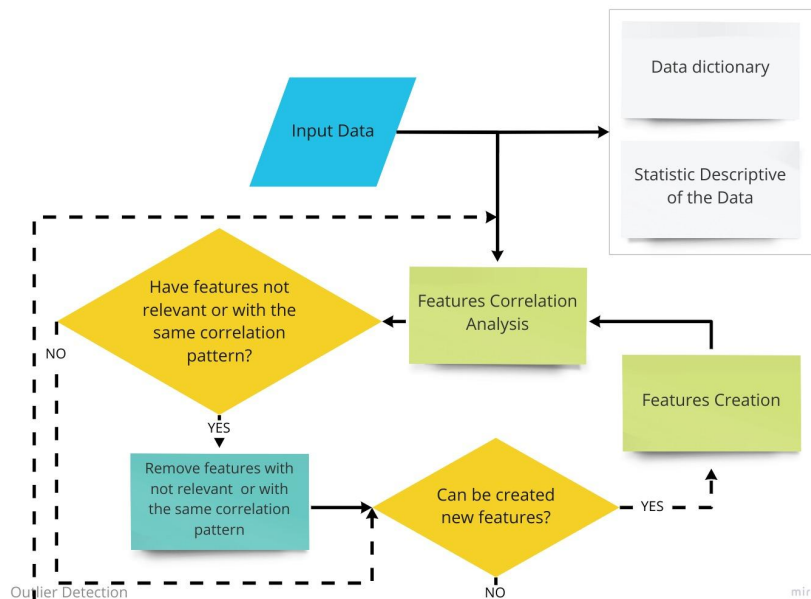 Data dictionary
Input Data
Statistic Descriptive
of the Data
Have features not
relevant or with the
same correlation
pattern?
Features Correlation
Analysis
NO
Features Creation
YES
Remove features with
not relevant or with
the same correlation
pattern
Can be created
new features?
YES
NO
Outlier Detection